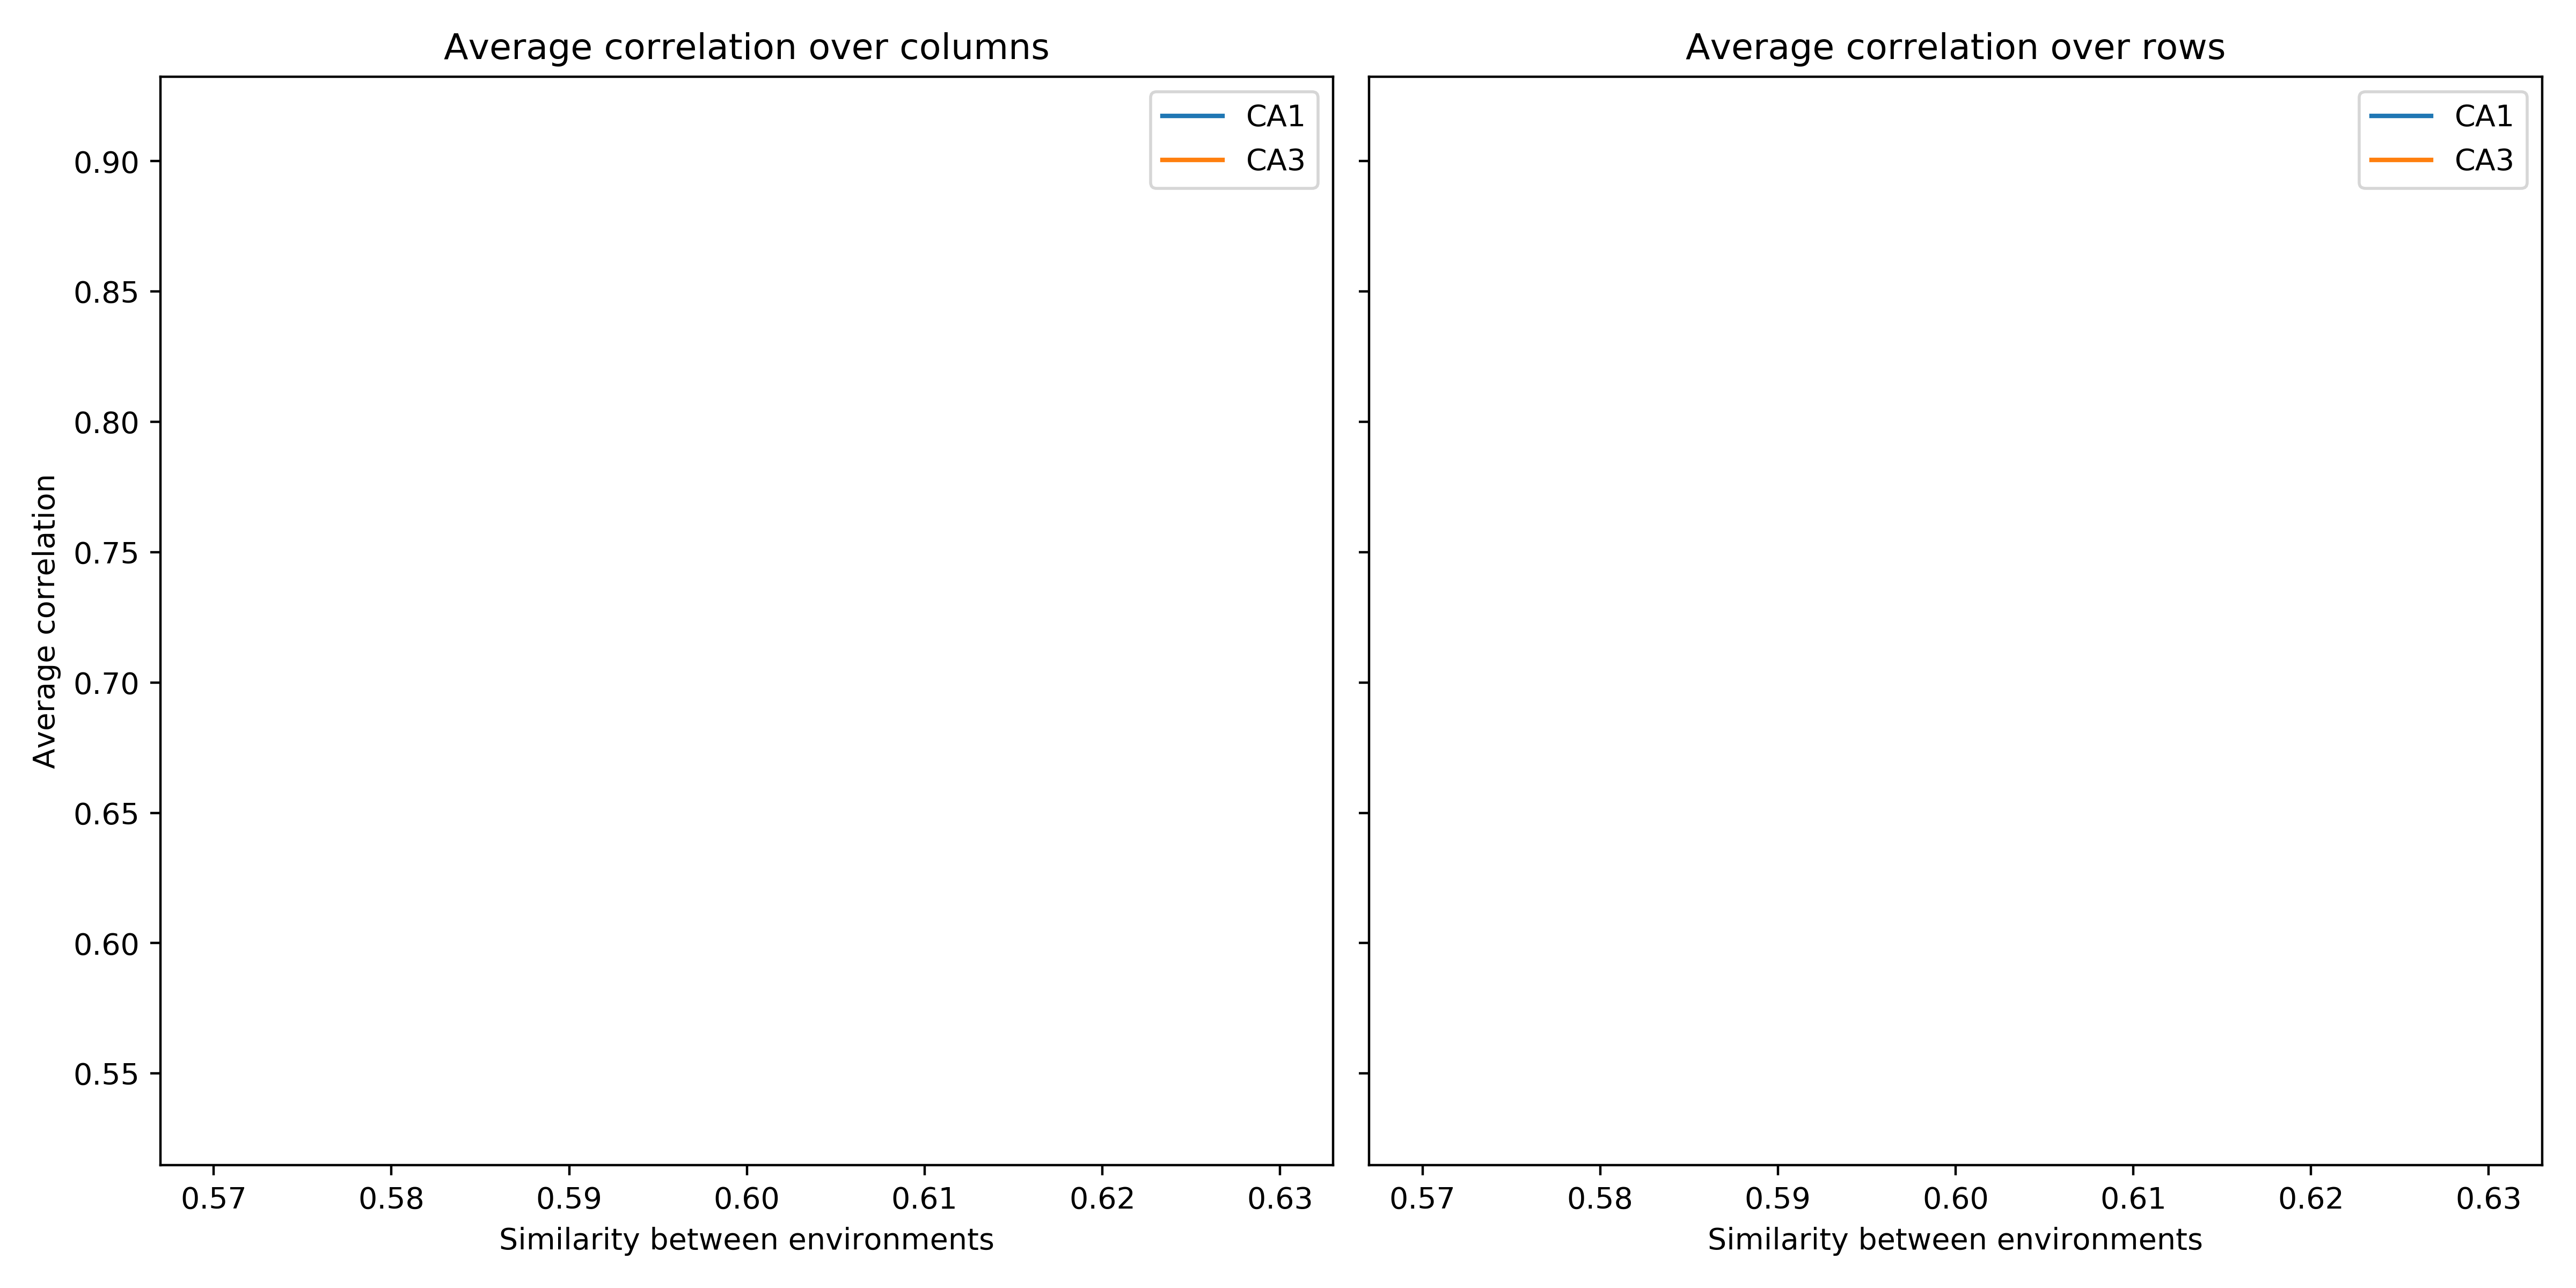 Average correlation over columns
Average correlation over rows
CA1
CA3
CA1
CA3
0.90
0.85
0.80
0.75
0.70
0.65
0.60
0.55
Average correlation
0.57 0.58 0.59 0.60 0.61 0.62 0.63
0.57 0.58 0.59 0.60 0.61 0.62 0.63
Similarity between environments
Similarity between environments